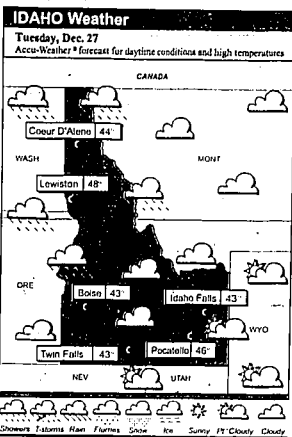 IDAHO Weather
Tuesday, Dec. 27
Accu-Weather® forecast for daytime conditions and high temperatures
CANADA
Coeur D'Alene 44°
WASH
MONT
Lewiston 48°
ORE
Boise 43°
Idaho Falls 43°
WYO
Twin Falls 43°
Pocatello 46°
NEV
UTAH
Showers T-storms Rain Flurries Snow Ice Sunny Pt Cloudy Cloudy